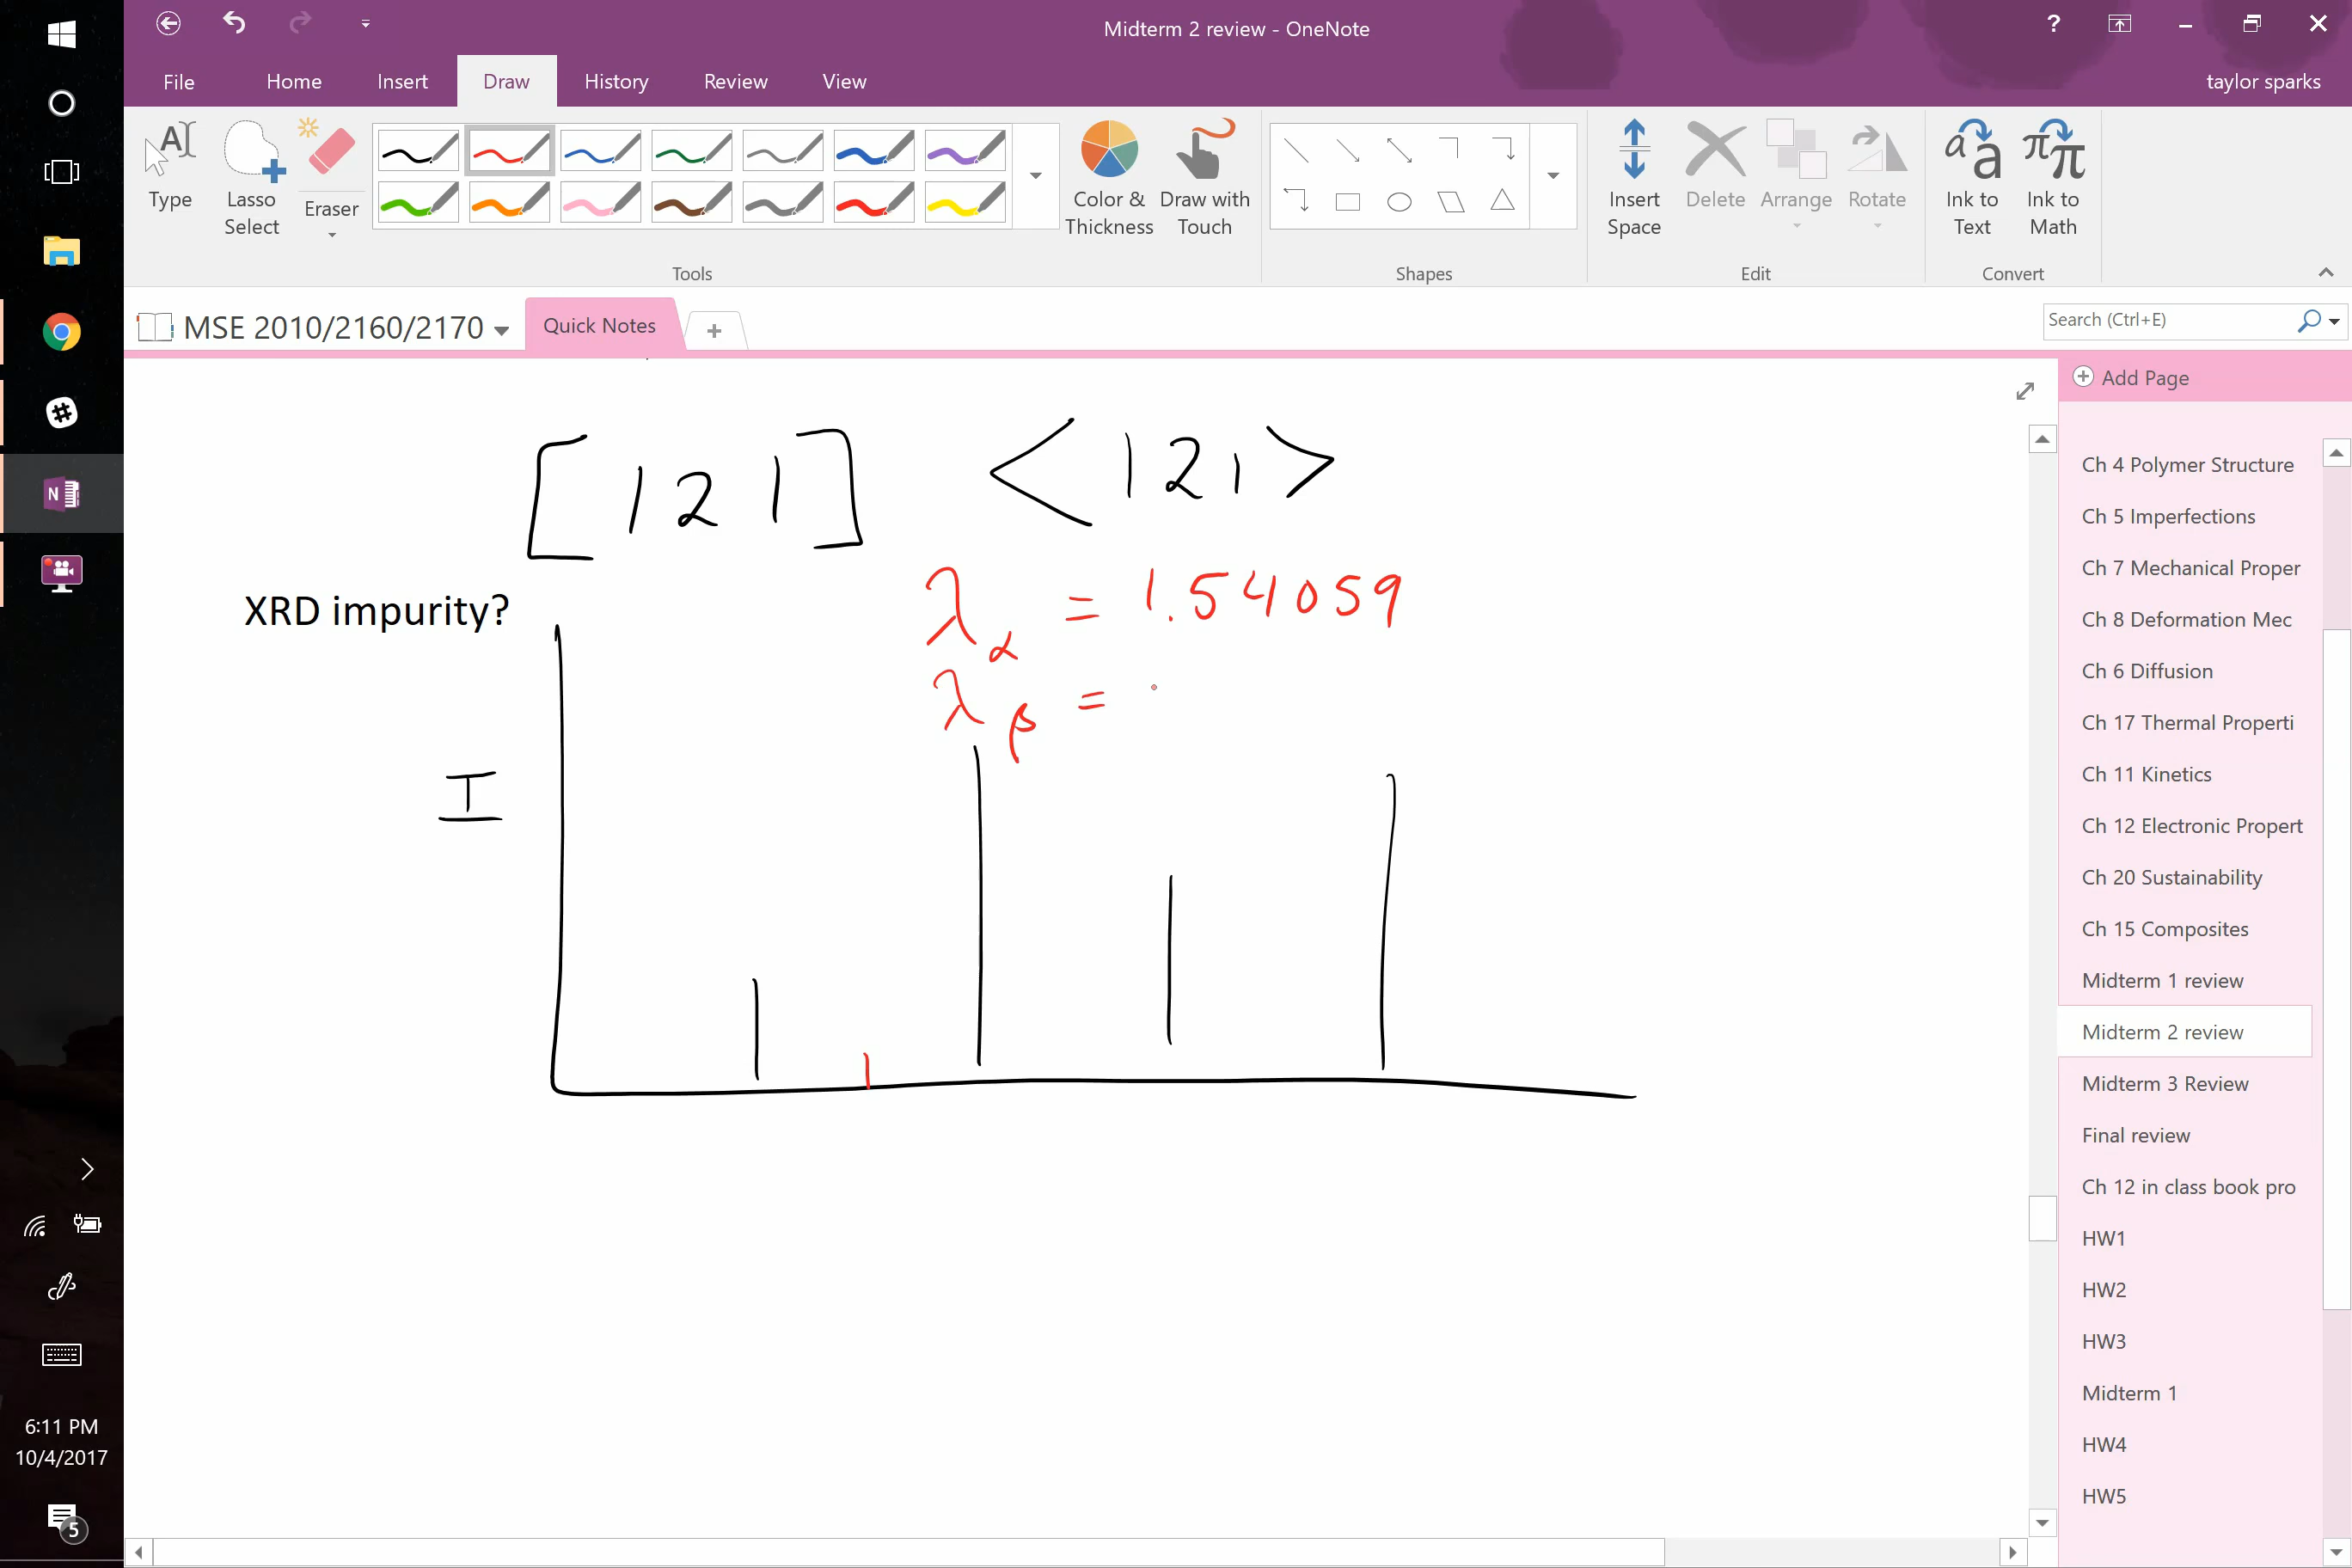 Midterm 2 review - OneNote
?
File Home Insert Draw History Review View
taylor sparks
Type
Lasso Select
Eraser
Color & Thickness
Draw with Touch
Insert Space
Delete
Arrange
Rotate
Ink to Text
Ink to Math
Tools
Shapes
Edit
Convert
MSE 2010/2160/2170
Quick Notes
Search (Ctrl+E)
Add Page
[121] <121>
XRD impurity?
λα = 1.54059
λβ =
I
Ch 4 Polymer Structure
Ch 5 Imperfections
Ch 7 Mechanical Proper
Ch 8 Deformation Mec
Ch 6 Diffusion
Ch 17 Thermal Properti
Ch 11 Kinetics
Ch 12 Electronic Propert
Ch 20 Sustainability
Ch 15 Composites
Midterm 1 review
Midterm 2 review
Midterm 3 Review
Final review
Ch 12 in class book pro
HW1
HW2
HW3
Midterm 1
HW4
HW5
6:11 PM
10/4/2017
5